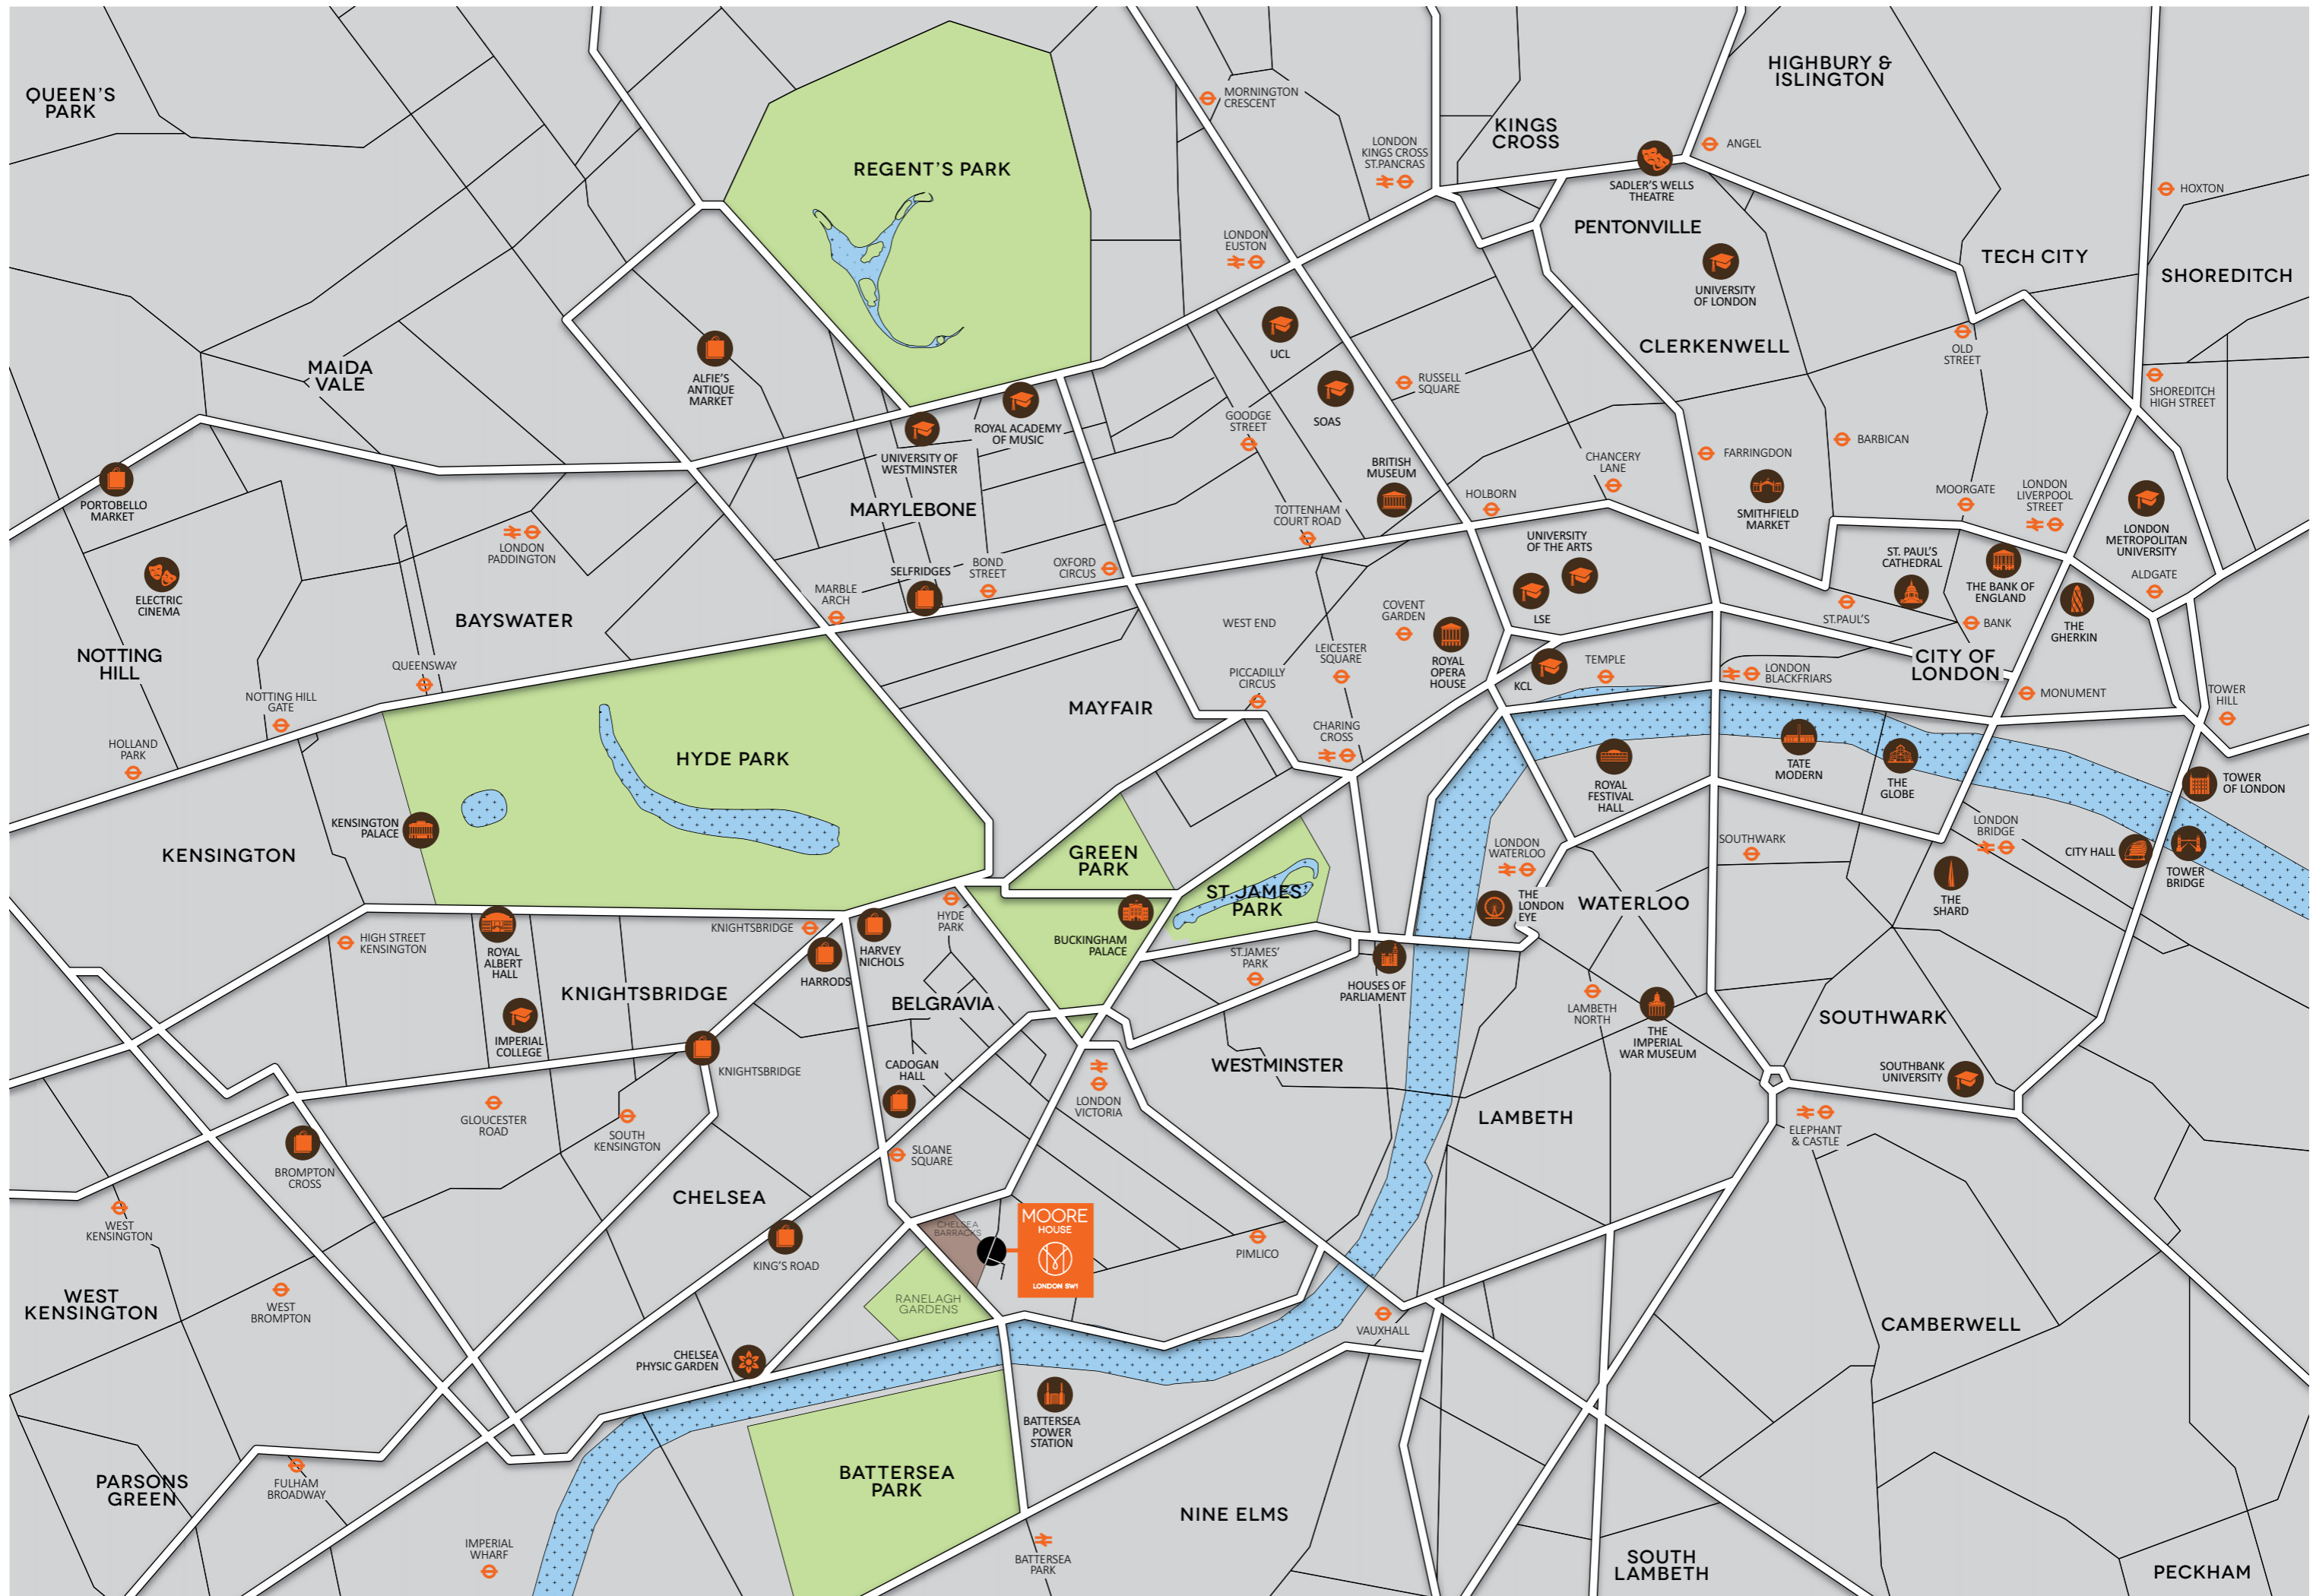 QUEEN'S
PARK
HIGHBURY &
ISLINGTON
MORNINGTON
CRESCENT
KINGS
CROSS
LONDON
KINGS CROSS
ST.PANCRAS
ANGEL
REGENT'S PARK
SADLER'S WELLS
THEATRE
HOXTON
PENTONVILLE
LONDON
EUSTON
TECH CITY
SHOREDITCH
UNIVERSITY
OF LONDON
UCL
CLERKENWELL
OLD
STREET
MAIDA
VALE
ALFIE'S
ANTIQUE
MARKET
RUSSELL
SQUARE
SHOREDITCH
HIGH STREET
SOAS
GOODGE
STREET
ROYAL ACADEMY
OF MUSIC
UNIVERSITY OF
WESTMINSTER
BARBICAN
FARRINGDON
CHANCERY
LANE
BRITISH
MUSEUM
PORTOBELLO
MARKET
MARYLEBONE
HOLBORN
SMITHFIELD
MARKET
MOORGATE
LONDON
LIVERPOOL
STREET
TOTTENHAM
COURT ROAD
LONDON
METROPOLITAN
UNIVERSITY
LONDON
PADDINGTON
UNIVERSITY
OF THE ARTS
ST. PAUL'S
CATHEDRAL
THE BANK OF
ENGLAND
ALDGATE
SELFRIDGES
BOND
STREET
OXFORD
CIRCUS
MARBLE
ARCH
ELECTRIC
CINEMA
BAYSWATER
WEST END
COVENT
GARDEN
LSE
ST.PAUL'S
BANK
THE
GHERKIN
NOTTING
HILL
QUEENSWAY
LEICESTER
SQUARE
ROYAL
OPERA
HOUSE
KCL
TEMPLE
LONDON
BLACKFRIARS
CITY OF
LONDON
MONUMENT
TOWER
HILL
NOTTING HILL
GATE
PICCADILLY
CIRCUS
MAYFAIR
CHARING
CROSS
HOLLAND
PARK
HYDE PARK
ROYAL
FESTIVAL
HALL
TATE
MODERN
THE
GLOBE
TOWER
OF LONDON
KENSINGTON
PALACE
KENSINGTON
GREEN
PARK
LONDON
WATERLOO
SOUTHWARK
LONDON
BRIDGE
CITY HALL
TOWER
BRIDGE
ST.JAMES'
PARK
THE
LONDON
EYE
WATERLOO
THE
SHARD
HYDE
PARK
KNIGHTSBRIDGE
HIGH STREET
KENSINGTON
ROYAL
ALBERT
HALL
HARVEY
NICHOLS
HARRODS
BUCKINGHAM
PALACE
ST.JAMES'
PARK
HOUSES OF
PARLIAMENT
KNIGHTSBRIDGE
BELGRAVIA
LAMBETH
NORTH
THE
IMPERIAL
WAR MUSEUM
SOUTHWARK
IMPERIAL
COLLEGE
KNIGHTSBRIDGE
CADOGAN
HALL
WESTMINSTER
SOUTHBANK
UNIVERSITY
LONDON
VICTORIA
GLOUCESTER
ROAD
SOUTH
KENSINGTON
LAMBETH
ELEPHANT
& CASTLE
SLOANE
SQUARE
BROMPTON
CROSS
CHELSEA
WEST
KENSINGTON
CHELSEA
BARRACKS
MOORE
HOUSE
LONDON SW1
PIMLICO
KING'S ROAD
WEST
KENSINGTON
WEST
BROMPTON
RANELAGH
GARDENS
VAUXHALL
CAMBERWELL
CHELSEA
PHYSIC GARDEN
BATTERSEA
POWER
STATION
PARSONS
GREEN
FULHAM
BROADWAY
BATTERSEA
PARK
NINE ELMS
IMPERIAL
WHARF
BATTERSEA
PARK
SOUTH
LAMBETH
PECKHAM